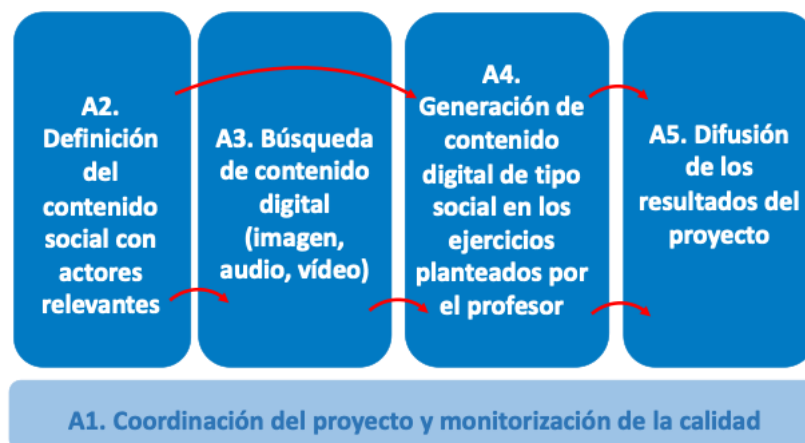 A2.
Definición
del
contenido
social con
actores
relevantes
A3. Búsqueda
de contenido
digital
(imagen,
audio, vídeo)
A4.
Generación de
contenido
digital de tipo
social en los
ejercicios
planteados por
el profesor
A5. Difusión
de los
resultados del
proyecto
A1. Coordinación del proyecto y monitorización de la calidad